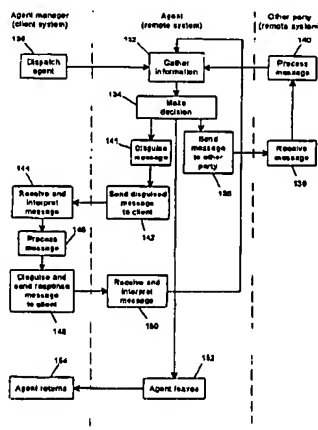 Agent manager
(client system)
Agent
(remote system)
Other party
(remote system)
130
132
140
Dispatch
agent
Gather
information
Process
message
134
Make
decision
141
Disguise
message
Send
message
to other
party
Receive
message
136
139
144
Receive and
interpret
message
Send disguised
message
to client
142
146
Process
message
Disguise and
send response
message
to client
148
Receive and
interpret
message
150
154
152
Agent returns
Agent leaves